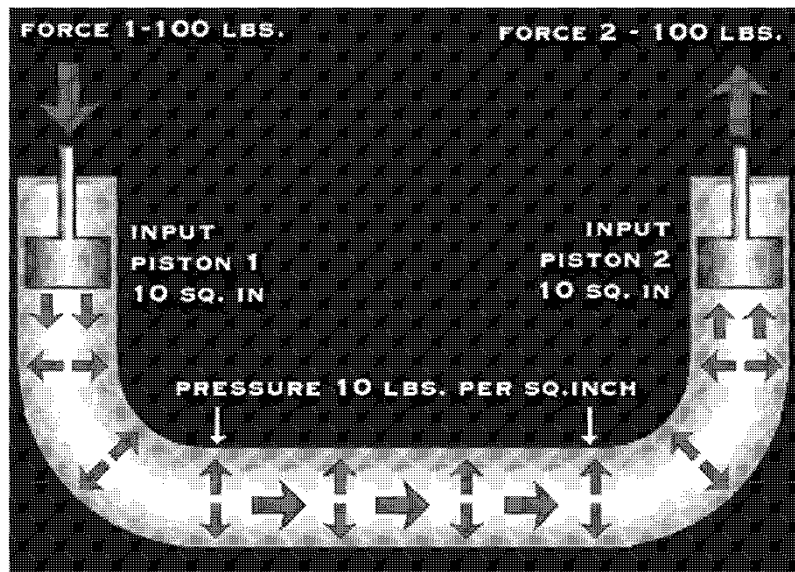 FORCE 1-100 LBS.
FORCE 2 - 100 LBS.
INPUT
PISTON 1
10 SQ. IN
INPUT
PISTON 2
10 SQ. IN
PRESSURE 10 LBS. PER SQ.INCH